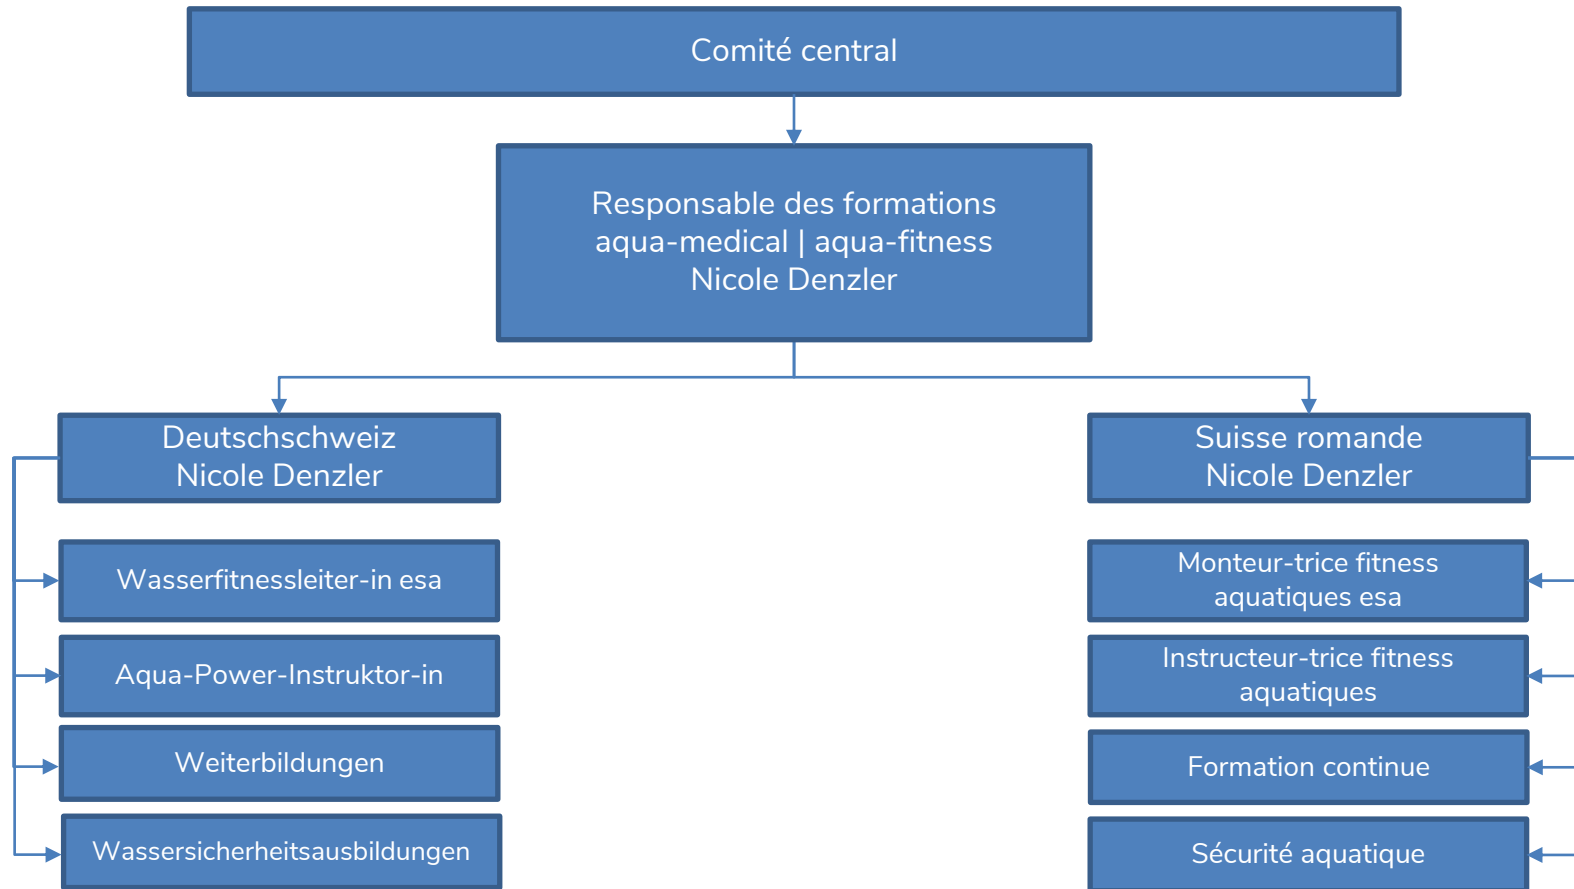 Comité central
Responsable des formations
aqua-medical | aqua-fitness
Nicole Denzler
Deutschschweiz
Nicole Denzler
Wasserfitnessleiter-in esa
Aqua-Power-Instruktor-in
Weiterbildungen
Wassersicherheitsausbildungen
Suisse romande
Nicole Denzler
Monteur-trice fitness
aquatiques esa
Instructeur-trice fitness
aquatiques
Formation continue
Sécurité aquatique